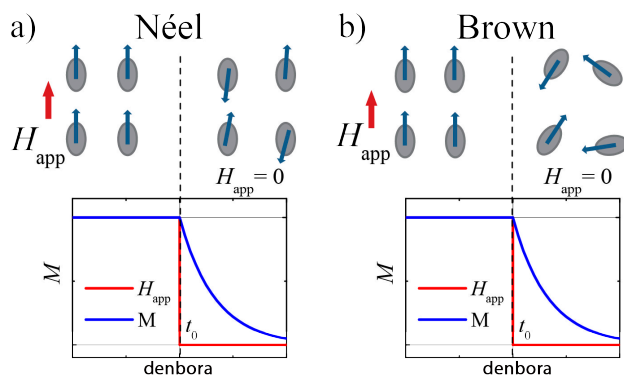 a) Néel
H_app
H_app = 0
M
H_app
M
t_0
denbora
b) Brown
H_app
H_app = 0
M
H_app
M
t_0
denbora